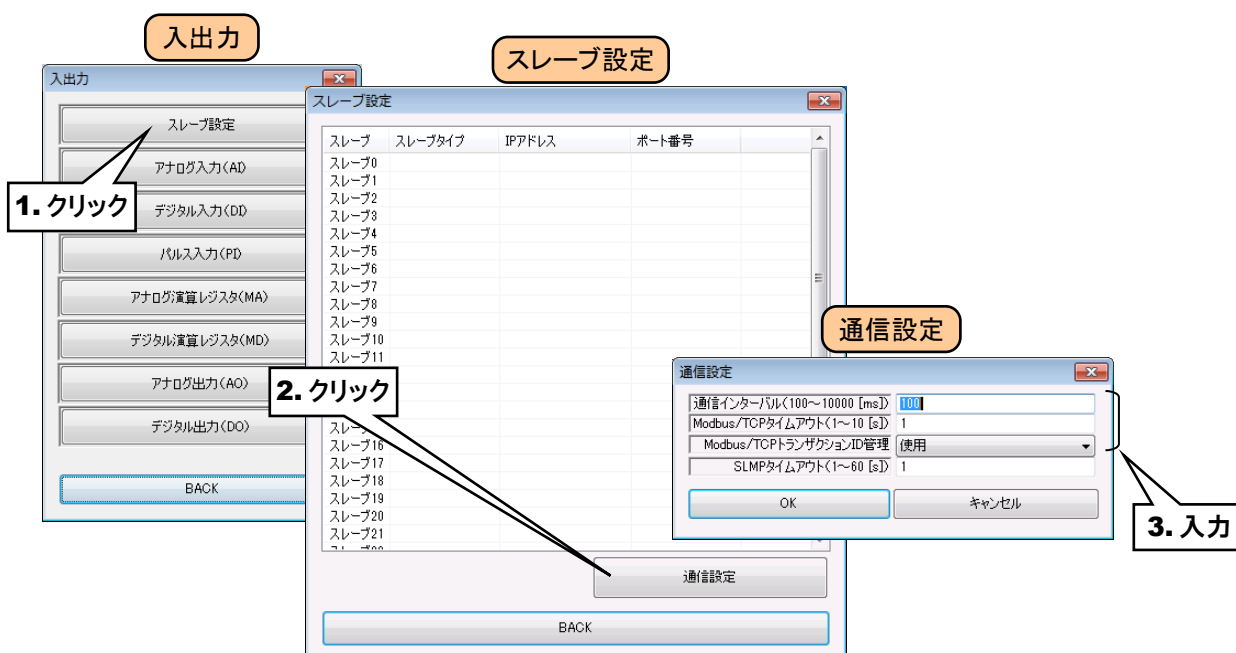 入出力
入出力
スレーブ設定
アナログ入力(AI)
1. クリック
デジタル入力(DI)
パルス入力(PI)
アナログ演算レジスタ(MA)
デジタル演算レジスタ(MD)
アナログ出力(AO)
デジタル出力(DO)
BACK
スレーブ設定
スレーブ設定
スレーブ スレーブタイプ IPアドレス ポート番号
スレーブ0
スレーブ1
スレーブ2
スレーブ3
スレーブ4
スレーブ5
スレーブ6
スレーブ7
スレーブ8
スレーブ9
スレーブ10
スレーブ11
2. クリック
スレーブ16
スレーブ17
スレーブ18
スレーブ19
スレーブ20
スレーブ21
通信設定
BACK
通信設定
通信設定
通信インターバル(100～10000 [ms]) 100
Modbus/TCPタイムアウト(1～10 [s]) 1
Modbus/TCPトランザクションID管理 使用
SLMPタイムアウト(1～60 [s]) 1
OK キャンセル
3. 入力